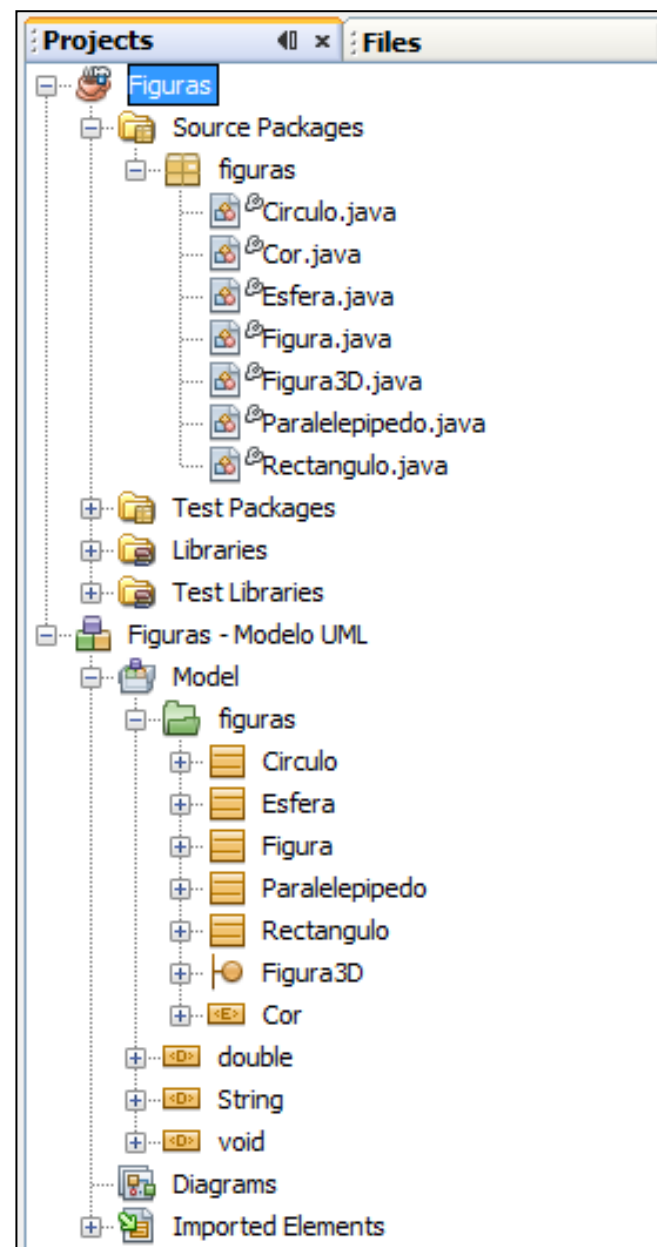 Projects Files
Figuras
Source Packages
figuras
Circulo.java
Cor.java
Esfera.java
Figura.java
Figura3D.java
Paralelepipedo.java
Rectangulo.java
Test Packages
Libraries
Test Libraries
Figuras - Modelo UML
Model
figuras
Circulo
Esfera
Figura
Paralelepipedo
Rectangulo
Figura3D
<E> Cor
<D> double
<D> String
<D> void
Diagrams
Imported Elements